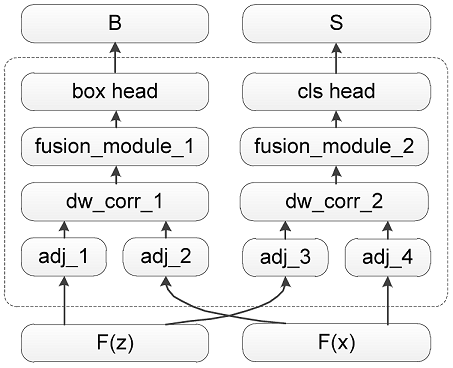 B S
box head cls head
fusion_module_1 fusion_module_2
dw_corr_1 dw_corr_2
adj_1 adj_2 adj_3 adj_4
F(z) F(x)